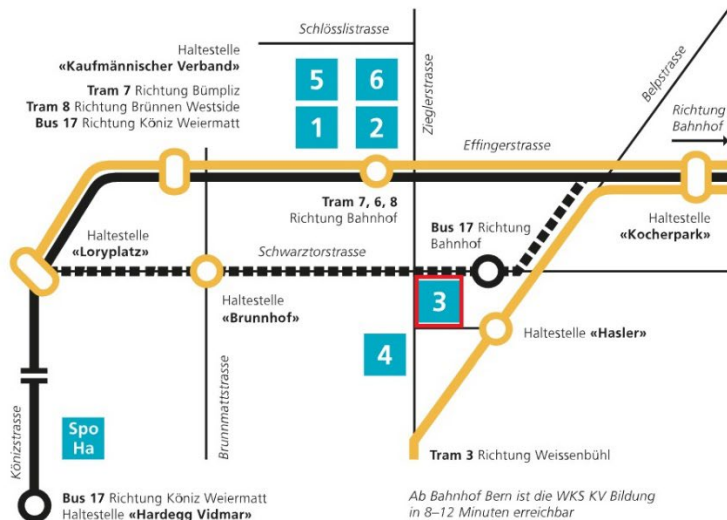 Schlösslistrasse
Haltestelle
«Kaufmännischer Verband»
Tram 7 Richtung Bümpliz
Tram 8 Richtung Brünnen Westside
Bus 17 Richtung Köniz Weiermatt
5 6
1 2
Zieglerstrasse
Belpstrasse
Richtung
Bahnhof
Effingerstrasse
Tram 7, 6, 8
Richtung Bahnhof
Bus 17 Richtung
Bahnhof
Haltestelle
«Kocherpark»
Haltestelle
«Loryplatz»
Schwarztorstrasse
Haltestelle
«Brunnhof»
3
Haltestelle «Hasler»
4
Brunnmattstrasse
Könizstrasse
Spo
Ha
Tram 3 Richtung Weissenbühl
Bus 17 Richtung Köniz Weiermatt
Haltestelle «Hardegg Vidmar»
Ab Bahnhof Bern ist die WKS KV Bildung
in 8–12 Minuten erreichbar